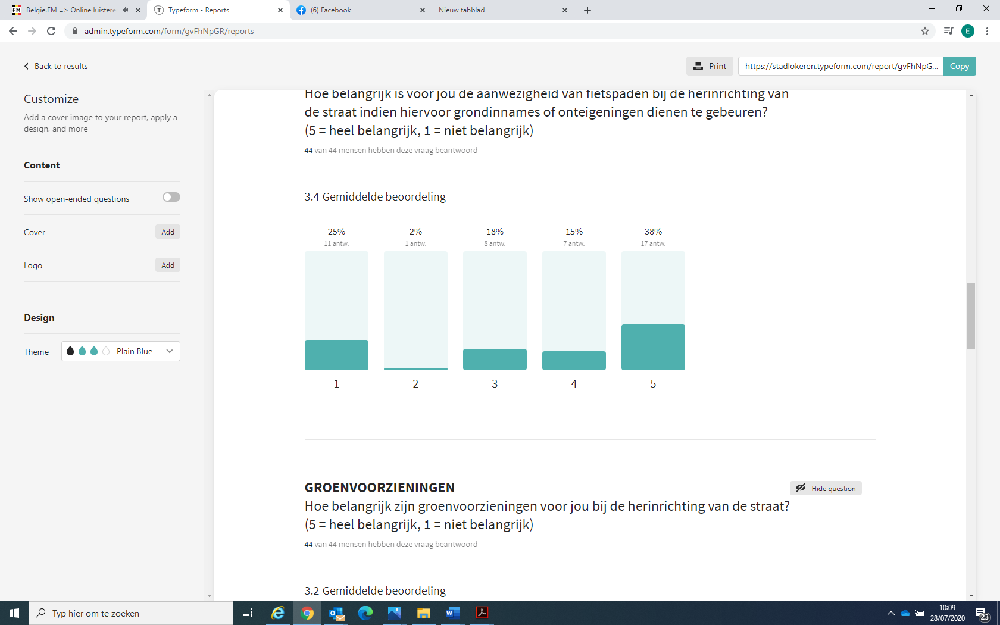 FM Belgie.FM => Online luistere
T Typeform - Reports
(6) Facebook
Nieuw tabblad
admin.typeform.com/form/gvFhNpGR/reports
E
Back to results
Print
https://stadlokeren.typeform.com/report/gvFhNpG...
Copy
Customize
Add a cover image to your report, apply a
design, and more
Content
Show open-ended questions
Cover
Add
Logo
Add
Design
Theme
Plain Blue
Hoe belangrijk is voor jou de aanwezigheid van fietspaden bij de herinrichting van
de straat indien hiervoor grondinnames of onteigeningen dienen te gebeuren?
(5 = heel belangrijk, 1 = niet belangrijk)
44 van 44 mensen hebben deze vraag beantwoord
3.4 Gemiddelde beoordeling
25% 2% 18% 15% 38%
11 antw. 1 antw. 8 antw. 7 antw. 17 antw.
1 2 3 4 5
GROENVOORZIENINGEN
Hide question
Hoe belangrijk zijn groenvoorzieningen voor jou bij de herinrichting van de straat?
(5 = heel belangrijk, 1 = niet belangrijk)
44 van 44 mensen hebben deze vraag beantwoord
3.2 Gemiddelde beoordeling
Typ hier om te zoeken
10:09
28/07/2020
23